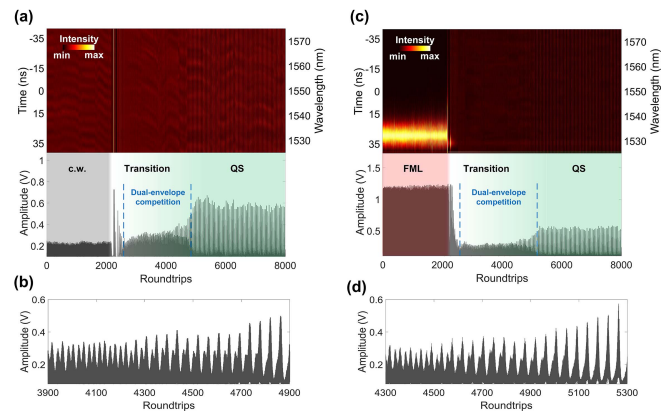 (a)
Intensity
min max
-35
-15
0
15
35
Time (ns)
1570
1560
1550
1540
1530
Wavelength (nm)
c.w.
Transition
QS
Dual-envelope
competition
1
0.8
0.6
0.4
0.2
Amplitude (V)
0 2000 4000 6000 8000
Roundtrips
(b)
0.6
0.4
0.2
Amplitude (V)
3900 4100 4300 4500 4700 4900
Roundtrips
(c)
Intensity
min max
-35
-15
0
15
35
Time (ns)
1570
1560
1550
1540
1530
Wavelength (nm)
FML
Transition
QS
Dual-envelope
competition
1.5
1.0
0.5
0.1
Amplitude (V)
0 2000 4000 6000 8000
Roundtrips
(d)
0.6
0.4
0.2
Amplitude (V)
4300 4500 4700 4900 5100 5300
Roundtrips